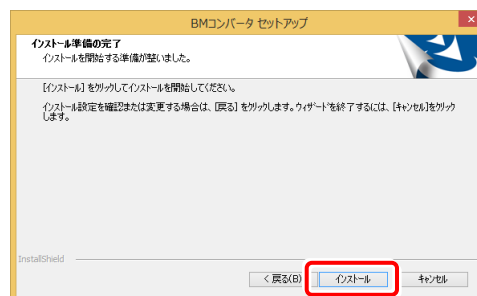 BMコンバータ セットアップ
インストール準備の完了
インストールを開始する準備が整いました。
[インストール] をクリックしてインストールを開始してください。
インストール設定を確認または変更する場合は、[戻る] をクリックします。ウィザードを終了するには、[キャンセル]をクリック
します。
InstallShield
< 戻る(B)
インストール
キャンセル